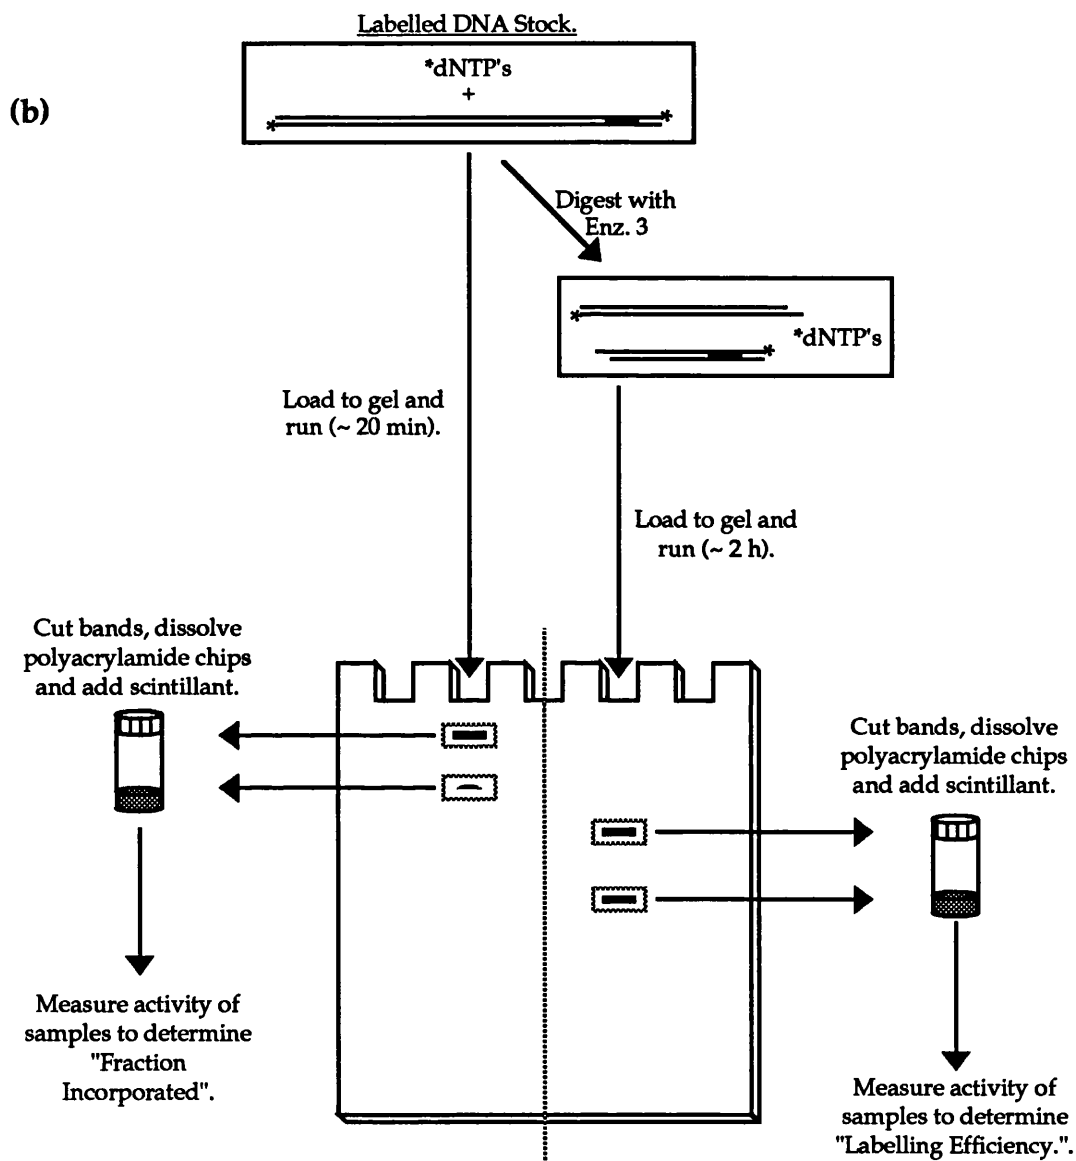 Labelled DNA Stock.
(b)
*dNTP's
+
* *
Digest with
Enz. 3
*
*dNTP's
*
Load to gel and
run (~ 20 min).
Load to gel and
run (~ 2 h).
Cut bands, dissolve
polyacrylamide chips
and add scintillant.
Cut bands, dissolve
polyacrylamide chips
and add scintillant.
Measure activity of
samples to determine
"Fraction
Incorporated".
Measure activity of
samples to determine
"Labelling Efficiency.".